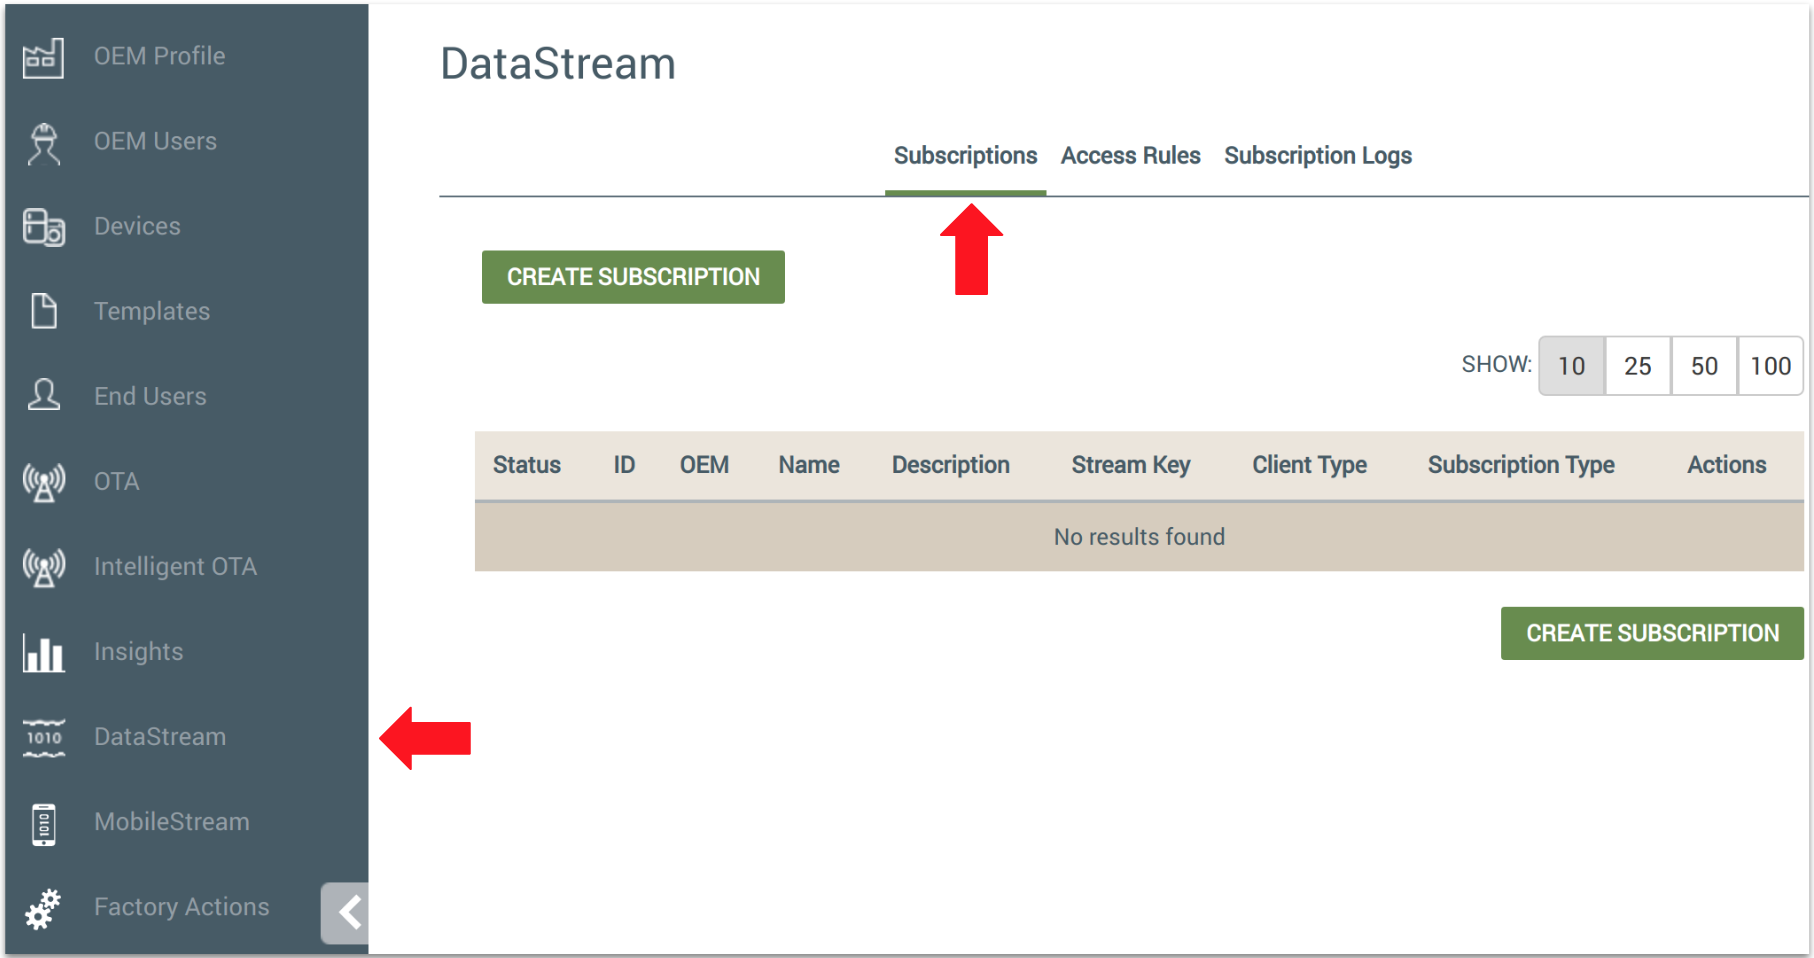 OEM Profile
OEM Users
Devices
Templates
End Users
OTA
Intelligent OTA
Insights
1010
DataStream
1010
MobileStream
Factory Actions
DataStream
Subscriptions Access Rules Subscription Logs
CREATE SUBSCRIPTION
SHOW: 10 25 50 100
Status ID OEM Name Description Stream Key Client Type Subscription Type Actions
No results found
CREATE SUBSCRIPTION